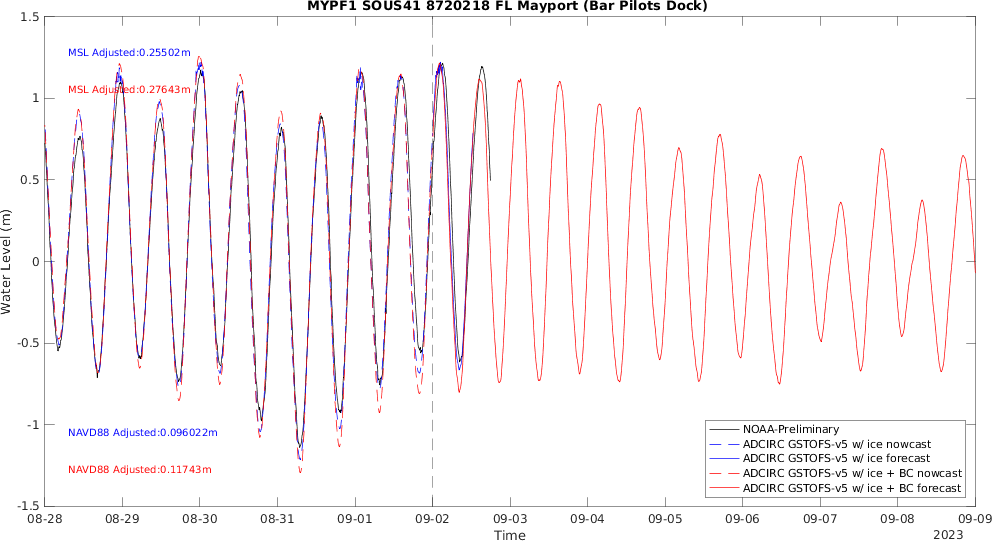 MYPF1 SOUS41 8720218 FL Mayport (Bar Pilots Dock)
1.5
1
0.5
0
-0.5
-1
-1.5
Water Level (m)
MSL Adjusted:0.25502m
MSL Adjusted:0.27643m
NAVD88 Adjusted:0.096022m
NAVD88 Adjusted:0.11743m
NOAA-Preliminary
ADCIRC GSTOFS-v5 w/ ice nowcast
ADCIRC GSTOFS-v5 w/ ice forecast
ADCIRC GSTOFS-v5 w/ ice + BC nowcast
ADCIRC GSTOFS-v5 w/ ice + BC forecast
08-28 08-29 08-30 08-31 09-01 09-02 09-03 09-04 09-05 09-06 09-07 09-08 09-09
Time
2023